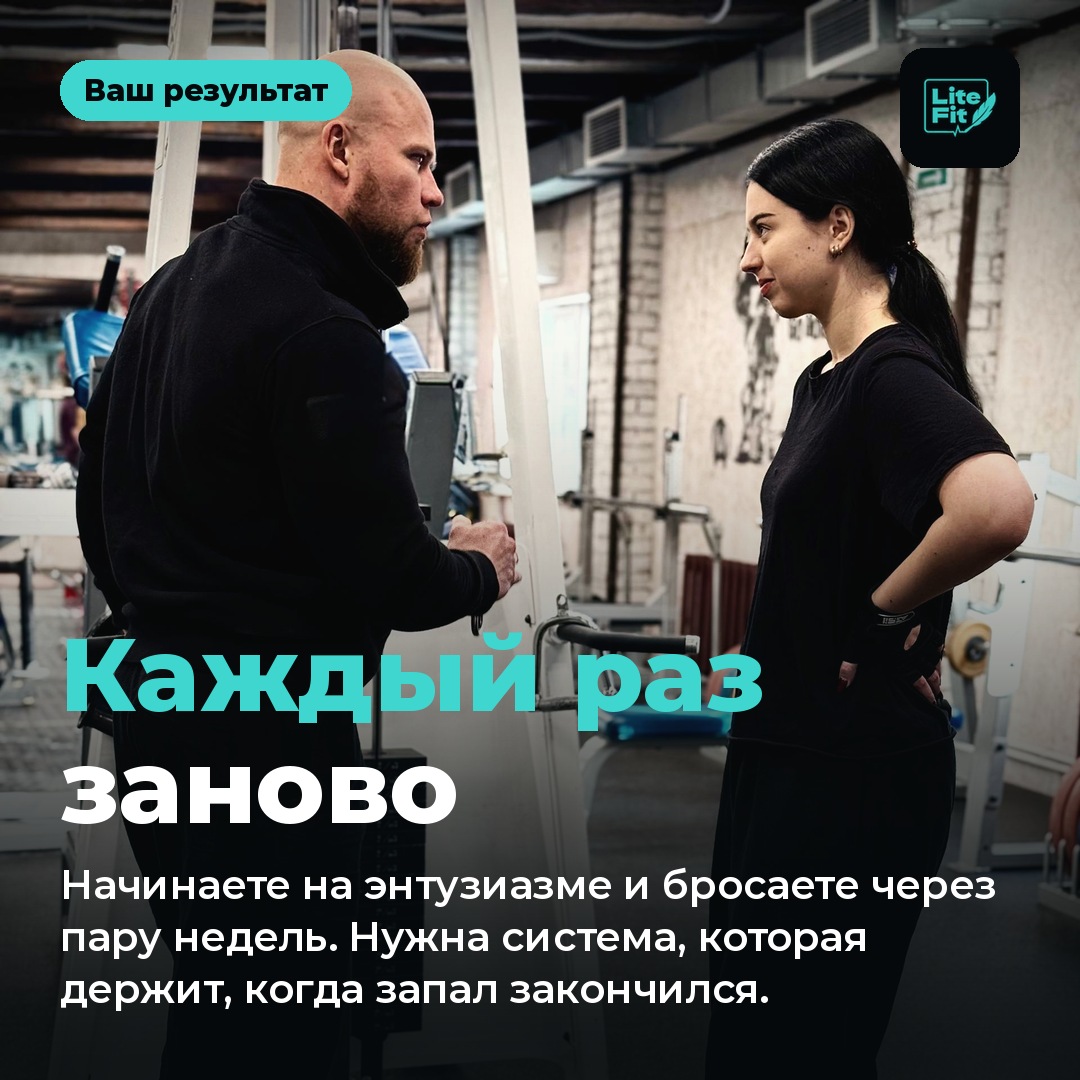 Ваш результат
Lite
Fit
Каждый раз
заново
Начинаете на энтузиазме и бросаете через
пару недель. Нужна система, которая
держит, когда запал закончился.